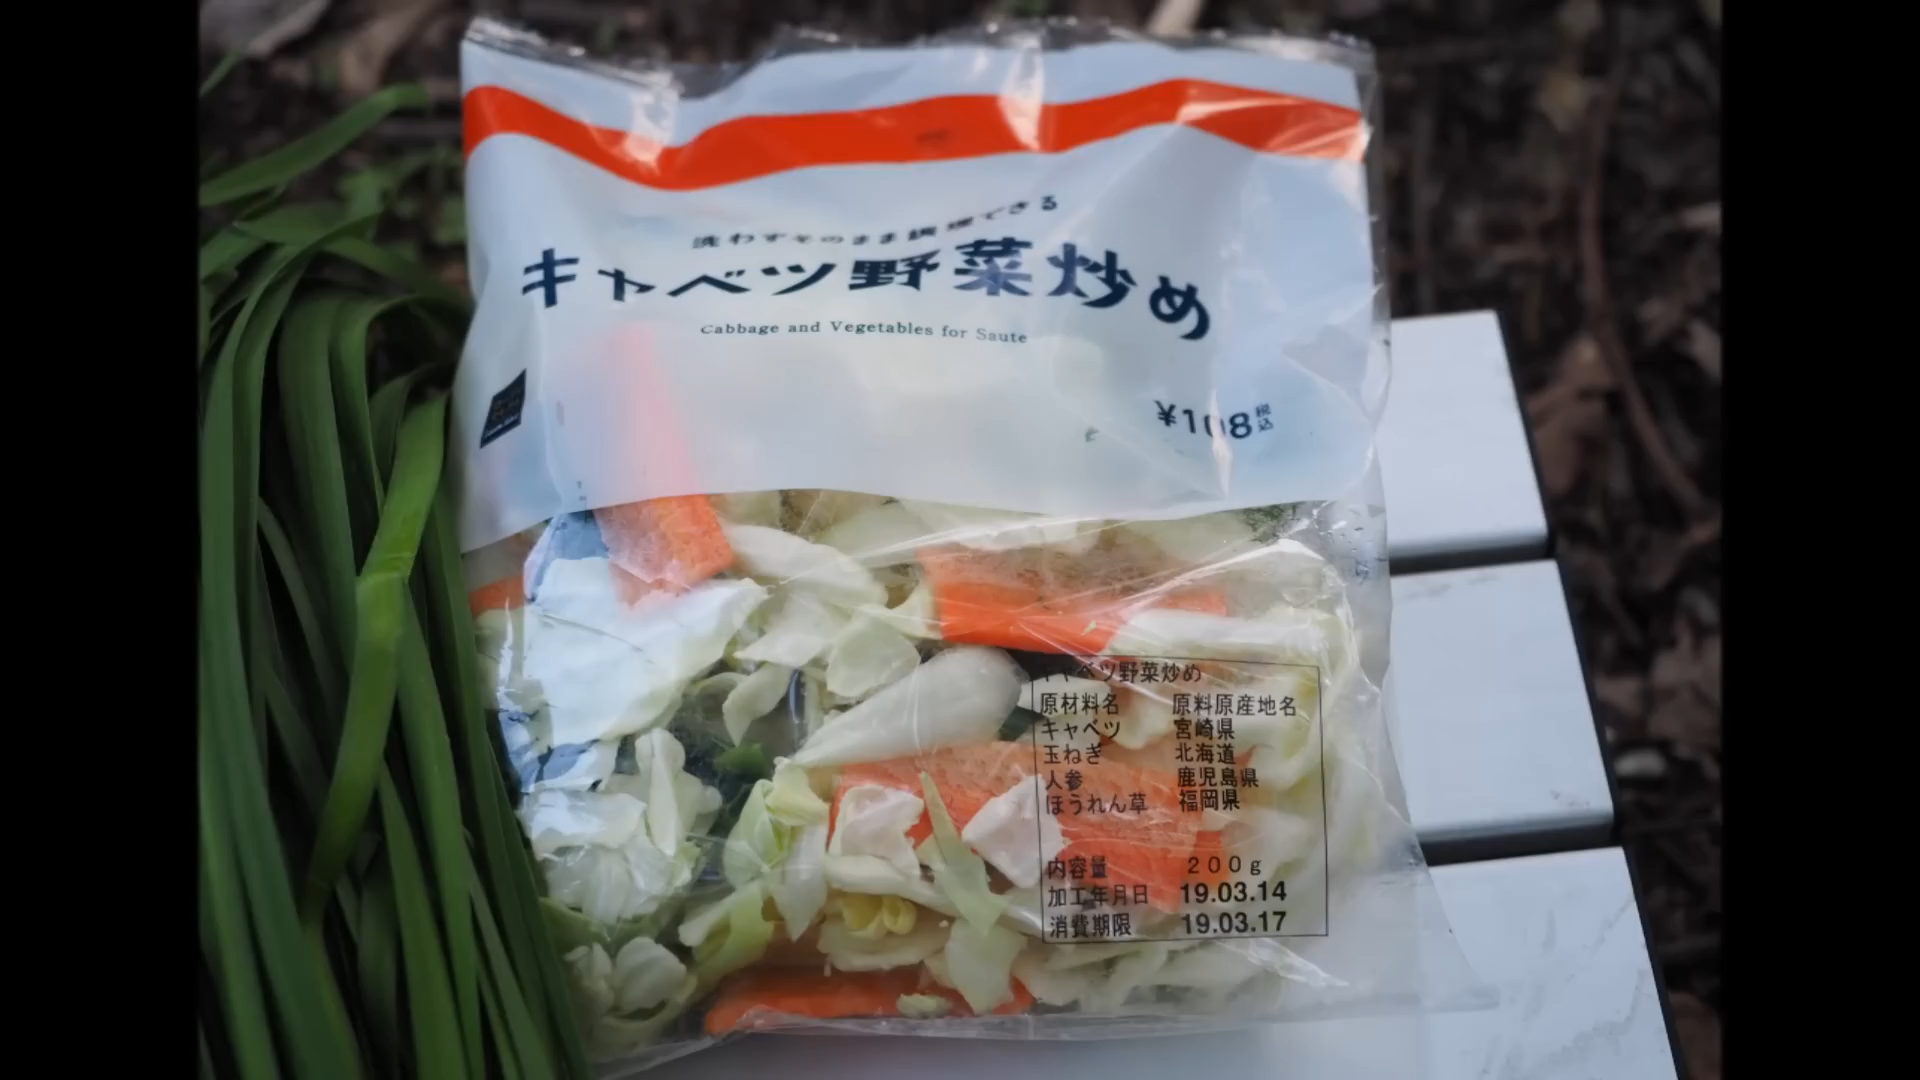 洗わずそのまま調理できる
キャベツ野菜炒め
Cabbage and Vegetables for Saute
¥108税込
キャベツ野菜炒め
原材料名 原料原産地名
キャベツ 宮崎県
玉ねぎ 北海道
人参 鹿児島県
ほうれん草 福岡県
内容量 200g
加工年月日 19.03.14
消費期限 19.03.17